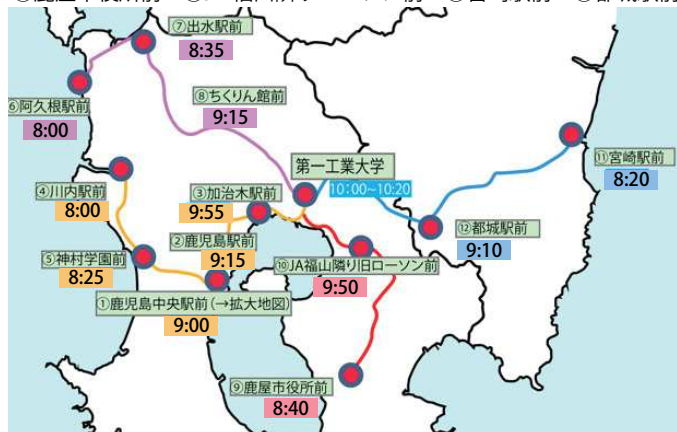 ⑦出水駅前
8:35
⑥阿久根駅前
8:00
⑧ちくりん館前
9:15
第一工業大学
10:00~10:20
⑪宮崎駅前
8:20
④川内駅前
8:00
③加治木駅前
9:55
②鹿児島駅前
9:15
⑫都城駅前
9:10
⑤神村学園前
8:25
⑩JA福山隣り旧ローソン前
9:50
①鹿児島中央駅前(→拡大地図)
9:00
⑨鹿屋市役所前
8:40